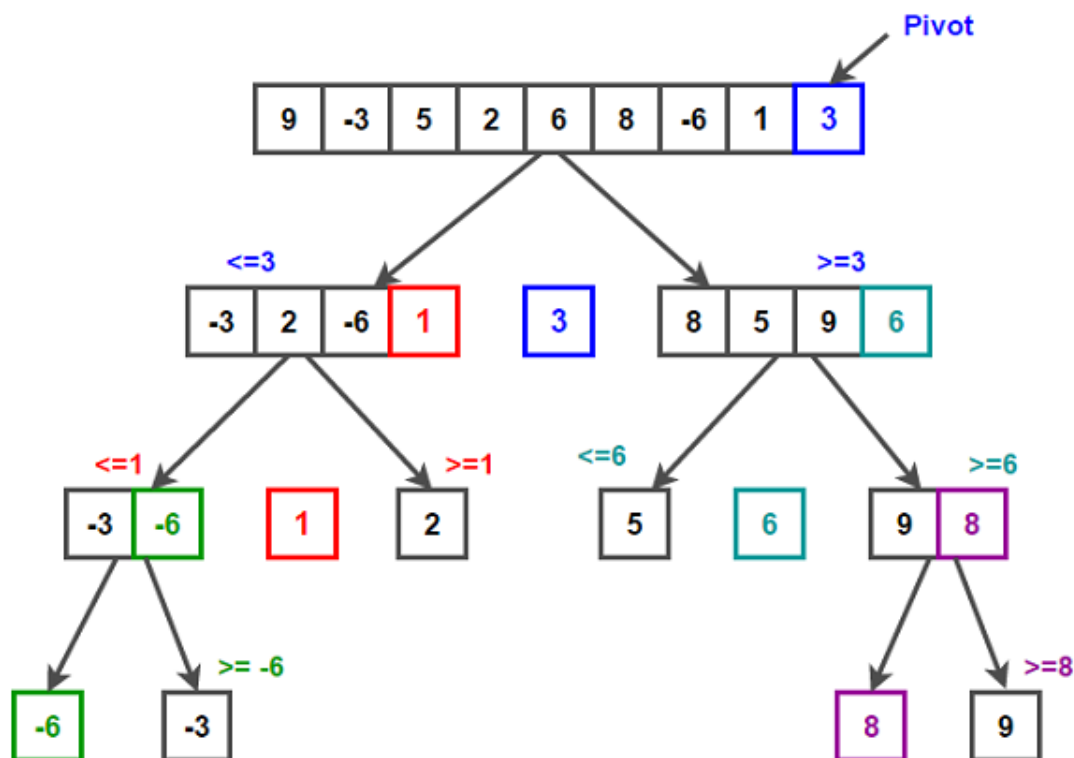 Pivot
9 -3 5 2 6 8 -6 1 3
<=3 >=3
-3 2 -6 1 3 8 5 9 6
<=1 >=1 <=6 >=6
-3 -6 1 2 5 6 9 8
>= -6 >=8
-6 -3 8 9